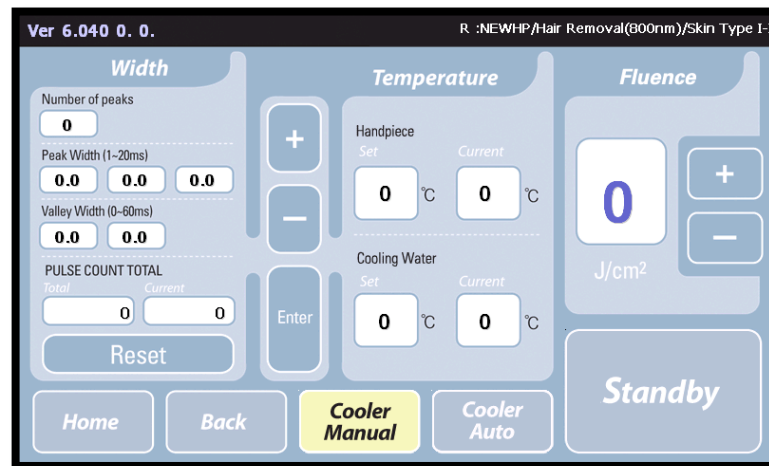 Ver 6.040 0. 0.
R :NEWHP/Hair Removal(800nm)/Skin Type I-
Width
Number of peaks
0
Peak Width (1~20ms)
0.0 0.0 0.0
Valley Width (0~60ms)
0.0 0.0
PULSE COUNT TOTAL
Total Current
0 0
Reset
+
−
Enter
Temperature
Handpiece
Set Current
0 ℃ 0 ℃
Cooling Water
Set Current
0 ℃ 0 ℃
Fluence
0
J/cm²
+
−
Home
Back
Cooler
Manual
Cooler
Auto
Standby